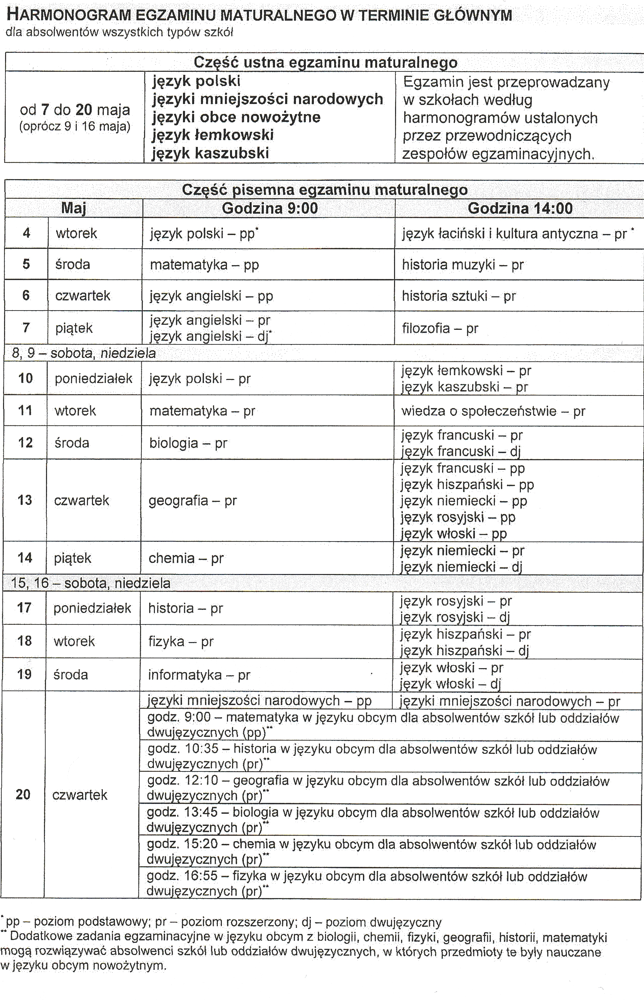 HARMONOGRAM EGZAMINU MATURALNEGO W TERMINIE GŁÓWNYM
dla absolwentów wszystkich typów szkół
Część ustna egzaminu maturalnego
od 7 do 20 maja
(oprócz 9 i 16 maja)
język polski
języki mniejszości narodowych
języki obce nowożytne
język łemkowski
język kaszubski
Egzamin jest przeprowadzany
w szkołach według
harmonogramów ustalonych
przez przewodniczących
zespołów egzaminacyjnych.
Część pisemna egzaminu maturalnego
Maj Godzina 9:00 Godzina 14:00
4 wtorek język polski – pp* język łaciński i kultura antyczna – pr *
5 środa matematyka – pp historia muzyki – pr
6 czwartek język angielski – pp historia sztuki – pr
7 piątek
język angielski – pr
język angielski – dj*
filozofia – pr
8, 9 – sobota, niedziela
10 poniedziałek język polski – pr
język łemkowski – pr
język kaszubski – pr
11 wtorek matematyka – pr wiedza o społeczeństwie – pr
12 środa biologia – pr
język francuski – pr
język francuski – dj
13 czwartek geografia – pr
język francuski – pp
język hiszpański – pp
język niemiecki – pp
język rosyjski – pp
język włoski – pp
14 piątek chemia – pr
język niemiecki – pr
język niemiecki – dj
15, 16 – sobota, niedziela
17 poniedziałek historia – pr
język rosyjski – pr
język rosyjski – dj
18 wtorek fizyka – pr
język hiszpański – pr
język hiszpański – dj
19 środa informatyka – pr
język włoski – pr
język włoski – dj
20 czwartek
języki mniejszości narodowych – pp języki mniejszości narodowych – pr
godz. 9:00 – matematyka w języku obcym dla absolwentów szkół lub oddziałów
dwujęzycznych (pp)**
godz. 10:35 – historia w języku obcym dla absolwentów szkół lub oddziałów
dwujęzycznych (pr)**
godz. 12:10 – geografia w języku obcym dla absolwentów szkół lub oddziałów
dwujęzycznych (pr)**
godz. 13:45 – biologia w języku obcym dla absolwentów szkół lub oddziałów
dwujęzycznych (pr)**
godz. 15:20 – chemia w języku obcym dla absolwentów szkół lub oddziałów
dwujęzycznych (pr)**
godz. 16:55 – fizyka w języku obcym dla absolwentów szkół lub oddziałów
dwujęzycznych (pr)**
* pp – poziom podstawowy; pr – poziom rozszerzony; dj – poziom dwujęzyczny
** Dodatkowe zadania egzaminacyjne w języku obcym z biologii, chemii, fizyki, geografii, historii, matematyki
mogą rozwiązywać absolwenci szkół lub oddziałów dwujęzycznych, w których przedmioty te były nauczane
w języku obcym nowożytnym.